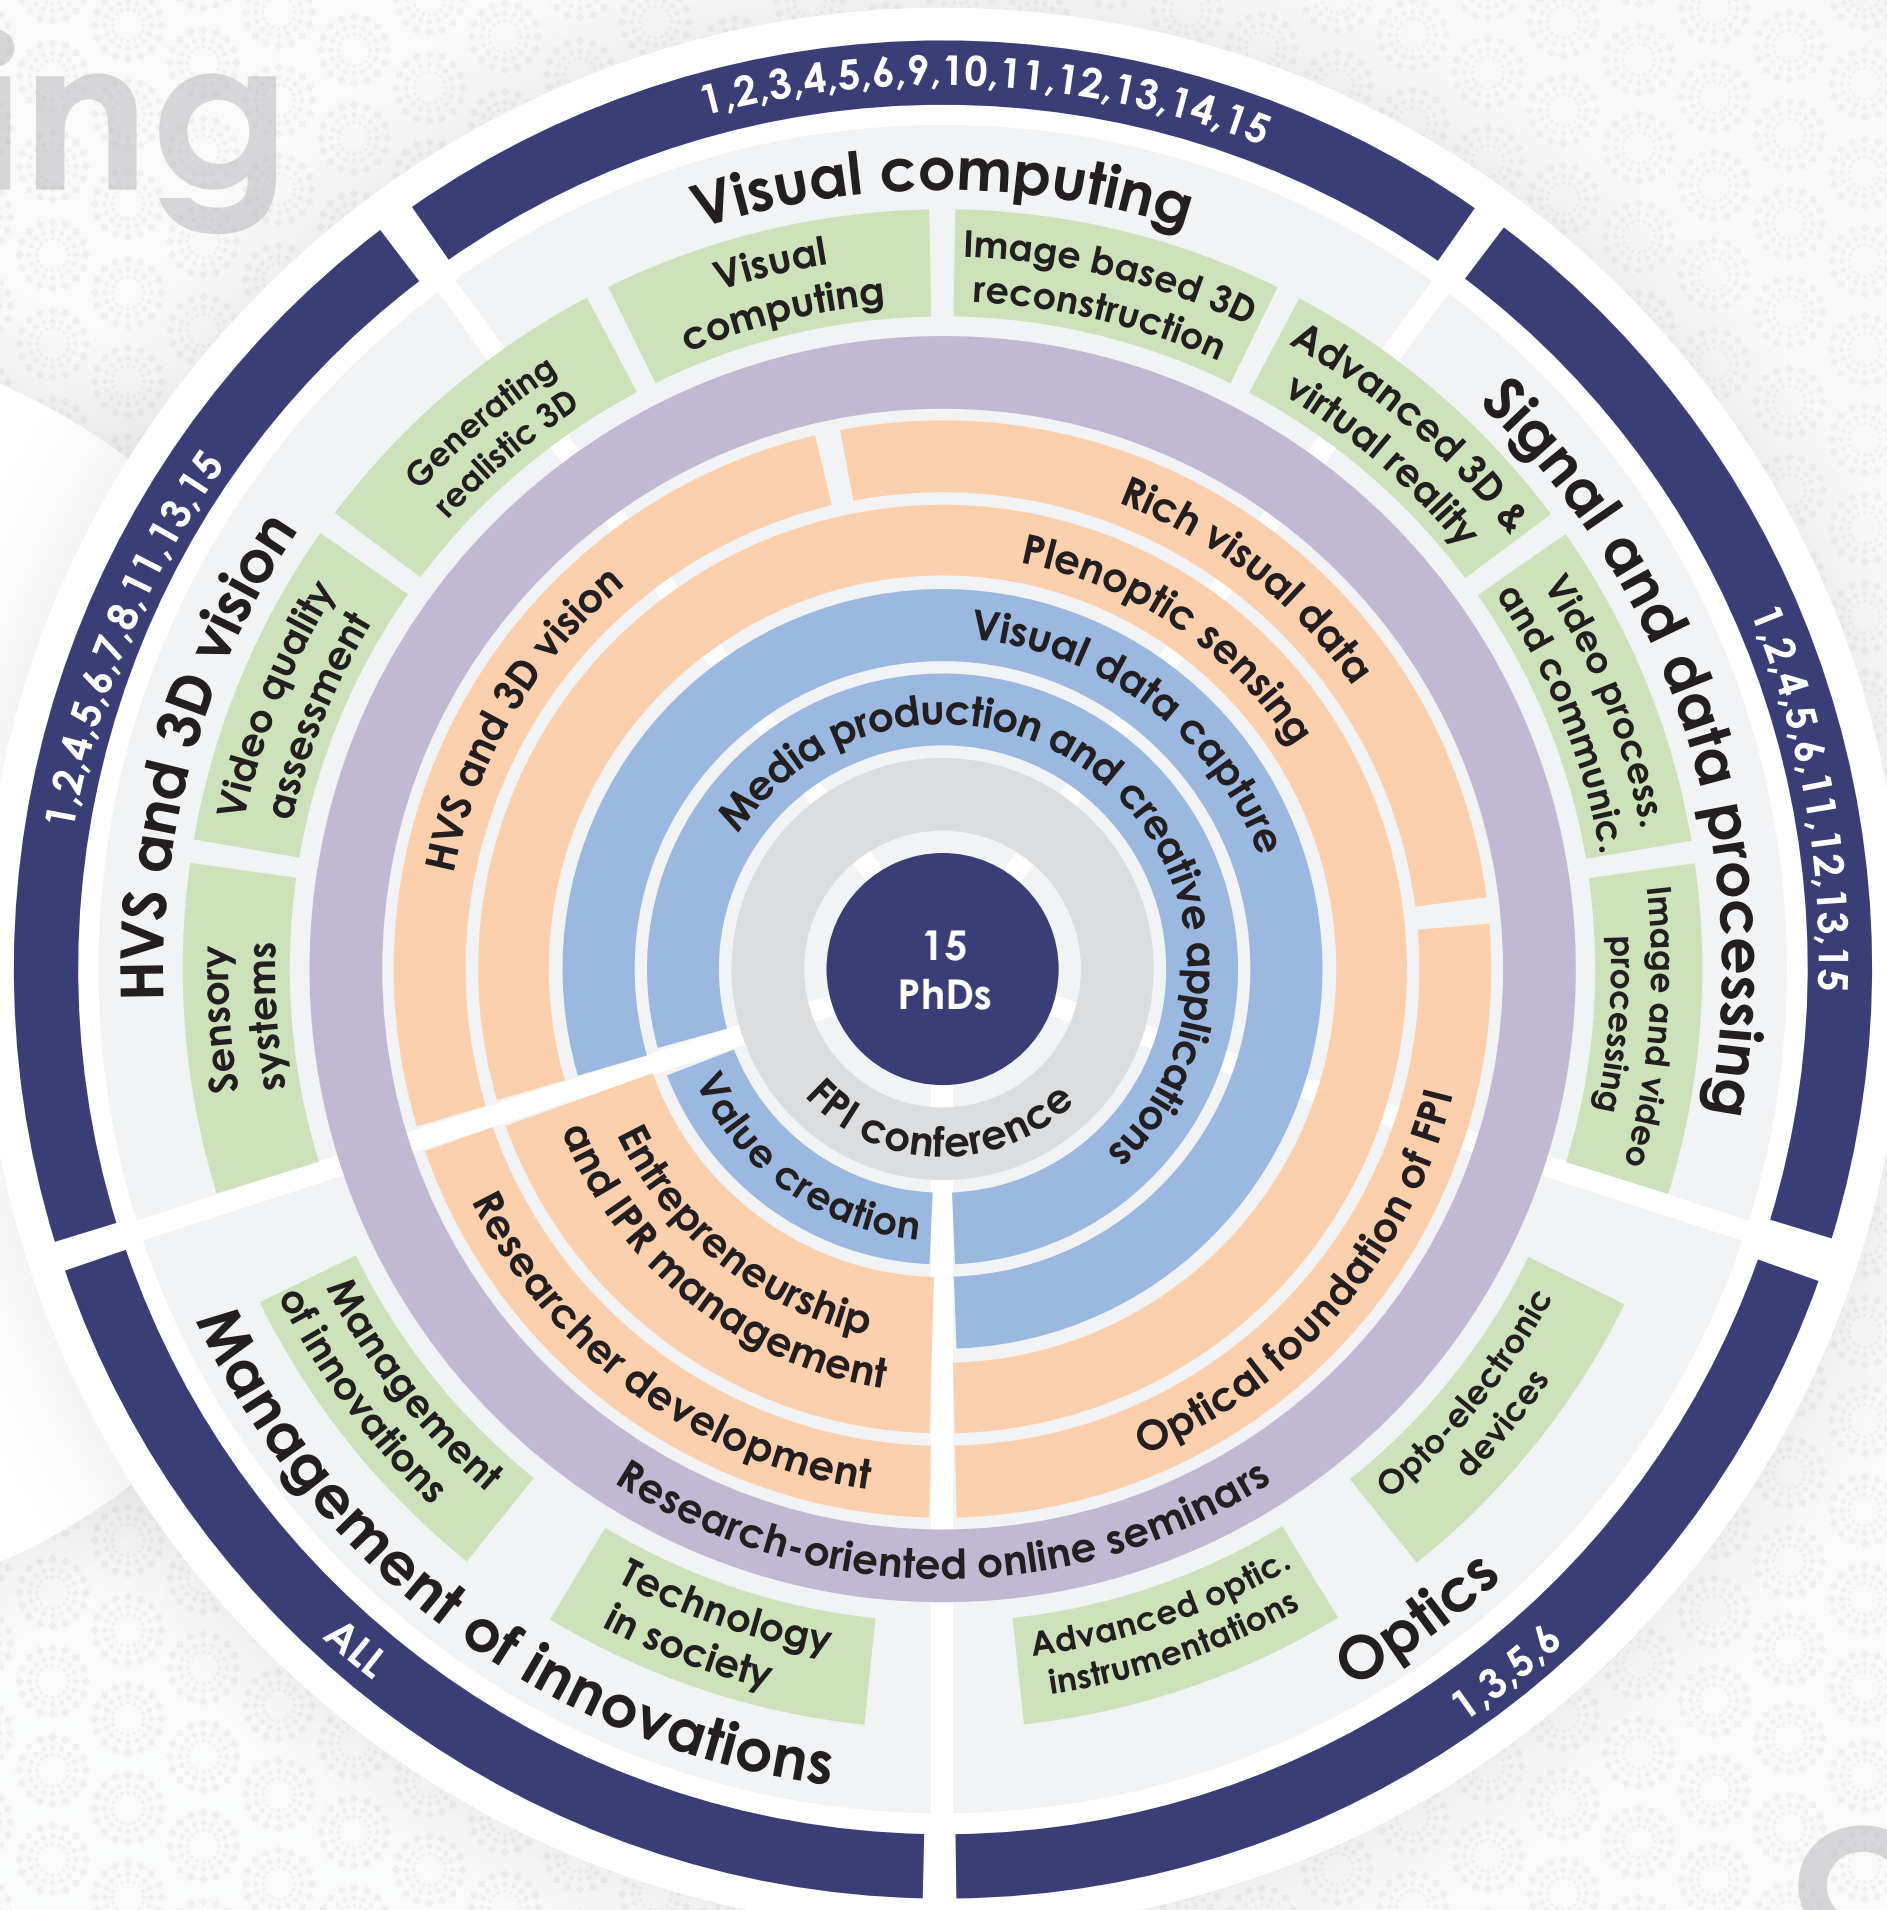 ing
1,2,3,4,5,6,9,10,11,12,13,14,15
Visual computing
Visual
computing
Image based 3D
reconstruction
Generating
realistic 3D
Advanced 3D &
virtual reality
1,2,4,5,6,11,12,13,15
Signal and data processing
Video process.
and communic.
Image and video
processing
1,2,4,5,6,7,8,11,13,15
HVS and 3D vision
Video quality
assessment
Sensory
systems
HVS and 3D vision
Rich visual data
Plenoptic sensing
Visual data capture
Media production and creative applications
15
PhDs
FPI conference
Value creation
Entrepreneurship
and IPR management
Researcher development
Optical foundation of FPI
Research-oriented online seminars
Management
of innovations
Technology
in society
Management of innovations
ALL
Opto-electronic
devices
Advanced optic.
instrumentations
Optics
1,3,5,6